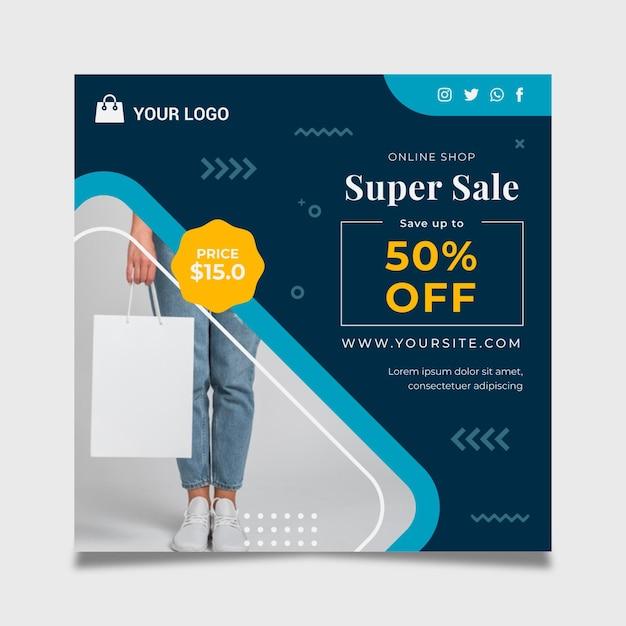 YOUR LOGO
ONLINE SHOP
Super Sale
Save up to
50%
OFF
PRICE
$15.0
WWW.YOURSITE.COM
Lorem ipsum dolor sit amet,
consectetuer adipiscing